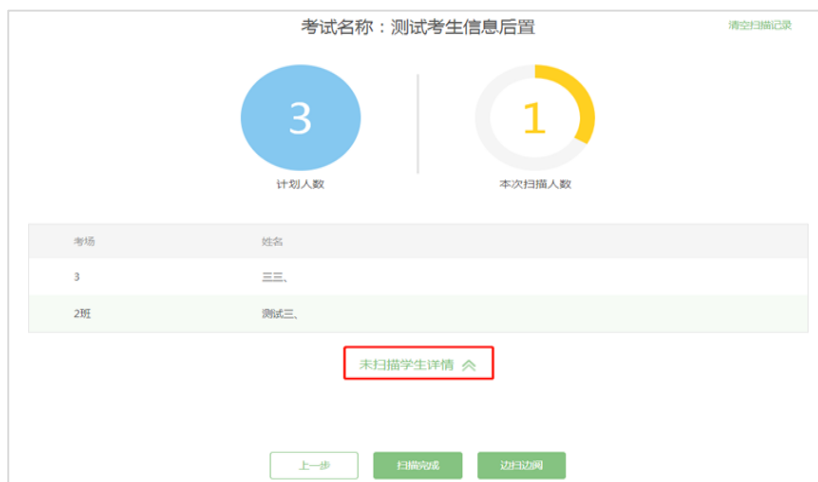 考试名称：测试考生信息后置
清空扫描记录
3
1
计划人数
本次扫描人数
考场 姓名
3 三三、
2班 测试三、
未扫描学生详情
上一步 扫描完成 边扫边阅